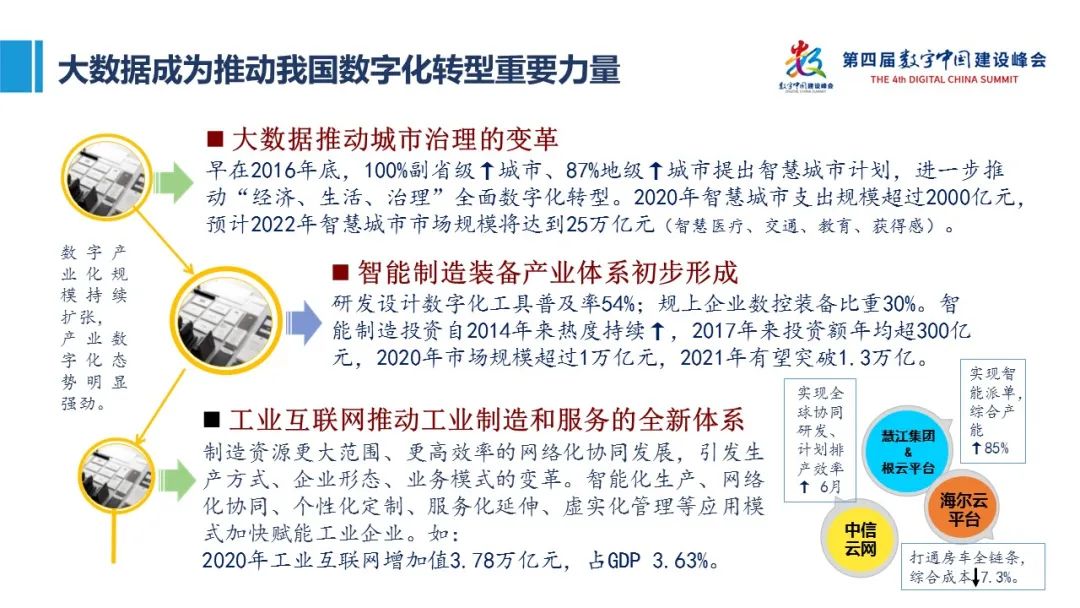 大数据成为推动我国数字化转型重要力量
数字中国建设峰会
DIGITAL CHINA SUMMIT
第四届数字中国建设峰会
THE 4th DIGITAL CHINA SUMMIT
■ 大数据推动城市治理的变革
早在2016年底，100%副省级↑城市、87%地级↑城市提出智慧城市计划，进一步推
动“经济、生活、治理”全面数字化转型。2020年智慧城市支出规模超过2000亿元，
预计2022年智慧城市市场规模将达到25万亿元（智慧医疗、交通、教育、获得感）。
数字产
业化规
模持续
扩张，
产业数
字化态
势明显
强劲。
■ 智能制造装备产业体系初步形成
研发设计数字化工具普及率54%；规上企业数控装备比重30%。智
能制造投资自2014年来热度持续↑，2017年来投资额年均超300亿
元，2020年市场规模超过1万亿元，2021年有望突破1.3万亿。
■ 工业互联网推动工业制造和服务的全新体系
制造资源更大范围、更高效率的网络化协同发展，引发生
产方式、企业形态、业务模式的变革。智能化生产、网络
化协同、个性化定制、服务化延伸、虚实化管理等应用模
式加快赋能工业企业。如：
2020年工业互联网增加值3.78万亿元，占GDP 3.63%。
实现全
球协同
研发、
计划排
产效率
↑ 6月
慧江集团
&
根云平台
实现智
能派单，
综合产
能
↑85%
海尔云
平台
中信
云网
打通房车全链条，
综合成本↓7.3%。